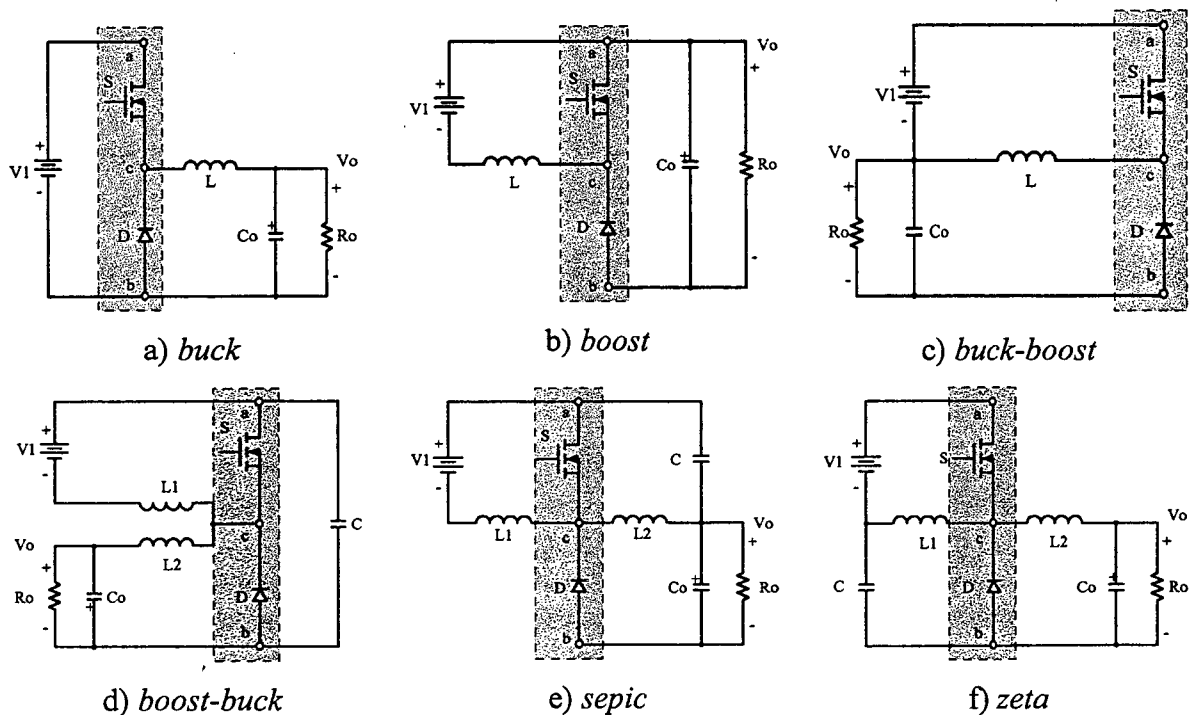 a
S
V1
+
-
c
L
Vo
+
D
Co
+
Ro
b
-
a) buck
a
S
V1
+
-
L
c
D
b
Vo
+
Co
+
Ro
-
b) boost
a
S
+
V1
-
Vo
+
L
c
Ro
Co
D
-
b
c) buck-boost
a
S
+
V1
-
L1
c
C
Vo
L2
+
Ro
Co
+
D
-
b
d) boost-buck
a
S
+
V1
-
C
L1
c
L2
Vo
+
D
Co
+
Ro
b
-
e) sepic
a
+
V1
-
S
L1
c
L2
Vo
+
C
D
Co
+
Ro
b
-
f) zeta